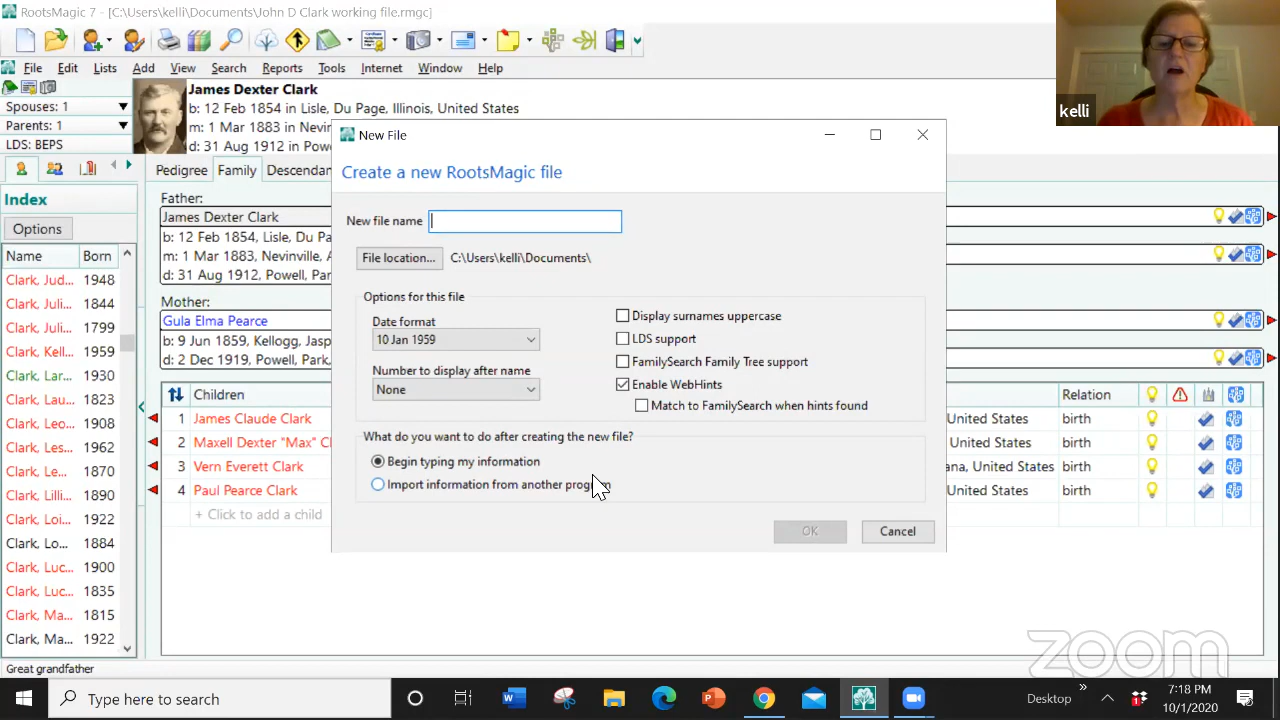 RootsMagic 7 - [C:\Users\kelli\Documents\John D Clark working file.rmgc]
kelli
File Edit Lists Add View Search Reports Tools Internet Window Help
Spouses: 1
Parents: 1
LDS: BEPS
James Dexter Clark
b: 12 Feb 1854 in Lisle, Du Page, Illinois, United States
m: 1 Mar 1883 in Nevin
d: 31 Aug 1912 in Pow
Pedigree Family Descendan
Index
Options
Name Born
Clark, Jud... 1948
Clark, Juli... 1844
Clark, Juli... 1799
Clark, Kell... 1959
Clark, Lar... 1930
Clark, Lau... 1823
Clark, Leo... 1908
Clark, Les... 1962
Clark, Le... 1870
Clark, Lilli... 1890
Clark, Loi... 1922
Clark, Lo... 1884
Clark, Luc... 1900
Clark, Luc... 1835
Clark, Ma... 1815
Clark, Ma... 1922
Father:
James Dexter Clark
b: 12 Feb 1854, Lisle, Du Pa
m: 1 Mar 1883, Nevinville, A
d: 31 Aug 1912, Powell, Par
Mother:
Gula Elma Pearce
b: 9 Jun 1859, Kellogg, Jasp
d: 2 Dec 1919, Powell, Park,
Children Relation
1 James Claude Clark United States birth
2 Maxell Dexter "Max" Cl United States birth
3 Vern Everett Clark ana, United States birth
4 Paul Pearce Clark United States birth
+ Click to add a child
New File
Create a new RootsMagic file
New file name
File location... C:\Users\kelli\Documents\
Options for this file
Date format
10 Jan 1959
Number to display after name
None
Display surnames uppercase
LDS support
FamilySearch Family Tree support
Enable WebHints
Match to FamilySearch when hints found
What do you want to do after creating the new file?
Begin typing my information
Import information from another program
OK Cancel
Great grandfather
zoom
Type here to search
Desktop
7:18 PM
10/1/2020